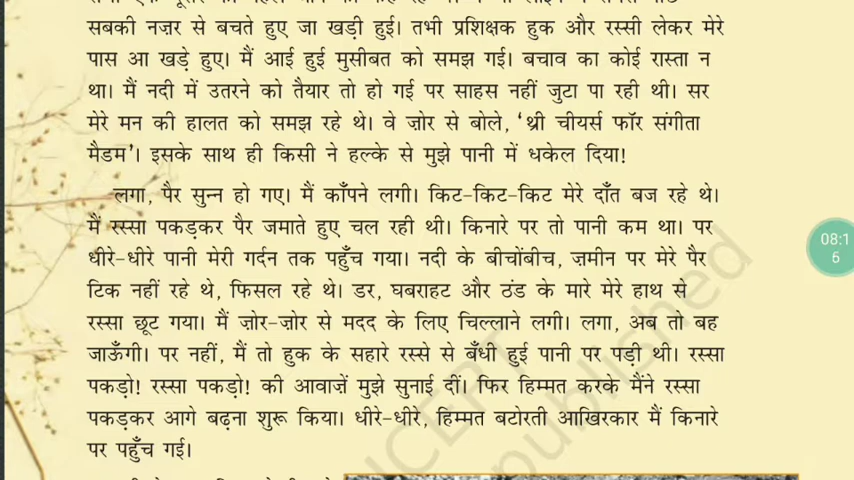 सबकी नज़र से बचते हुए जा खड़ी हुई। तभी प्रशिक्षक हुक और रस्सी लेकर मेरे
पास आ खड़े हुए। मैं आई हुई मुसीबत को समझ गई। बचाव का कोई रास्ता न
था। मैं नदी में उतरने को तैयार तो हो गई पर साहस नहीं जुटा पा रही थी। सर
मेरे मन की हालत को समझ रहे थे। वे ज़ोर से बोले, ‘थ्री चीयर्स फॉर संगीता
मैडम’। इसके साथ ही किसी ने हल्के से मुझे पानी में धकेल दिया!
लगा, पैर सुन्न हो गए। मैं काँपने लगी। किट-किट-किट मेरे दाँत बज रहे थे।
मैं रस्सा पकड़कर पैर जमाते हुए चल रही थी। किनारे पर तो पानी कम था। पर
धीरे-धीरे पानी मेरी गर्दन तक पहुँच गया। नदी के बीचोंबीच, ज़मीन पर मेरे पैर
टिक नहीं रहे थे, फिसल रहे थे। डर, घबराहट और ठंड के मारे मेरे हाथ से
रस्सा छूट गया। मैं ज़ोर-ज़ोर से मदद के लिए चिल्लाने लगी। लगा, अब तो बह
जाऊँगी। पर नहीं, मैं तो हुक के सहारे रस्से से बँधी हुई पानी पर पड़ी थी। रस्सा
पकड़ो! रस्सा पकड़ो! की आवाज़ें मुझे सुनाई दीं। फिर हिम्मत करके मैंने रस्सा
पकड़कर आगे बढ़ना शुरू किया। धीरे-धीरे, हिम्मत बटोरती आखिरकार मैं किनारे
पर पहुँच गई।
08:1
6
NCERT
republished